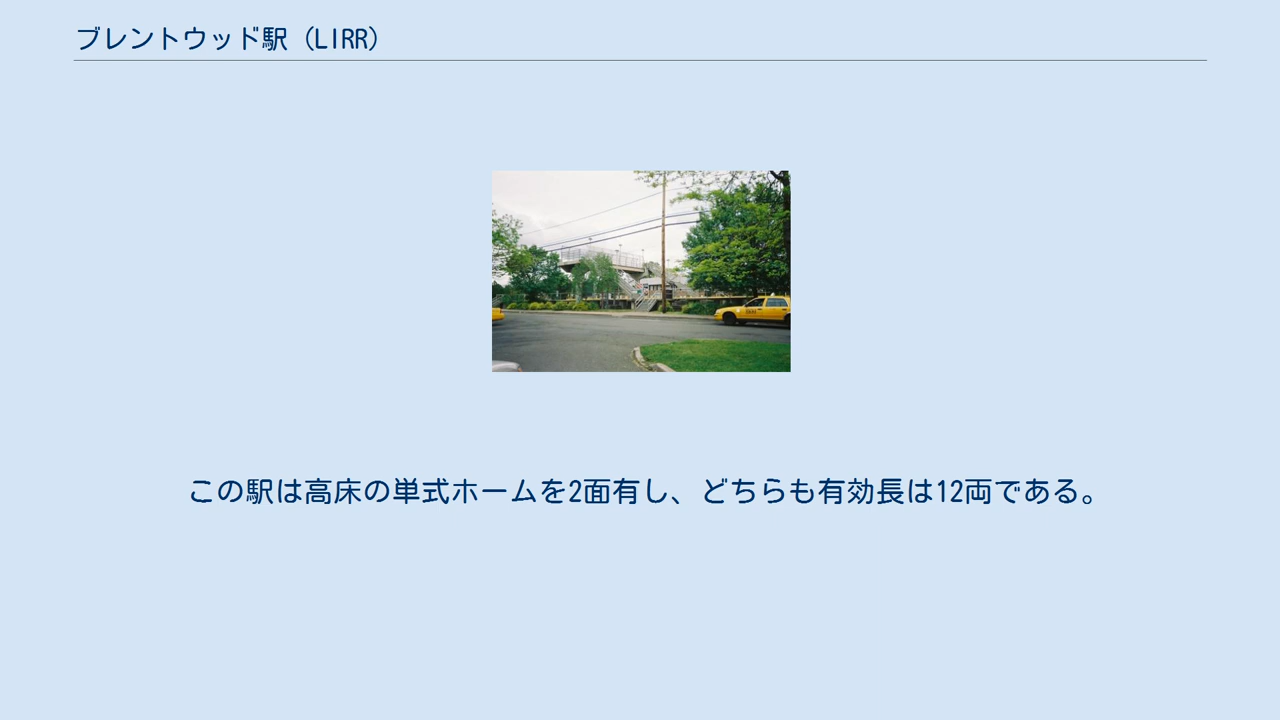 ブレントウッド駅（LIRR）
この駅は高床の単式ホームを2面有し、どちらも有効長は12両である。